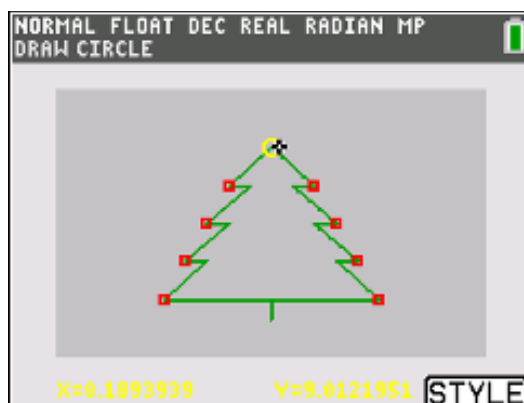 NORMAL FLOAT DEC REAL RADIAN MP
DRAW CIRCLE
X=0.1893939 Y=9.0121951 STYLE